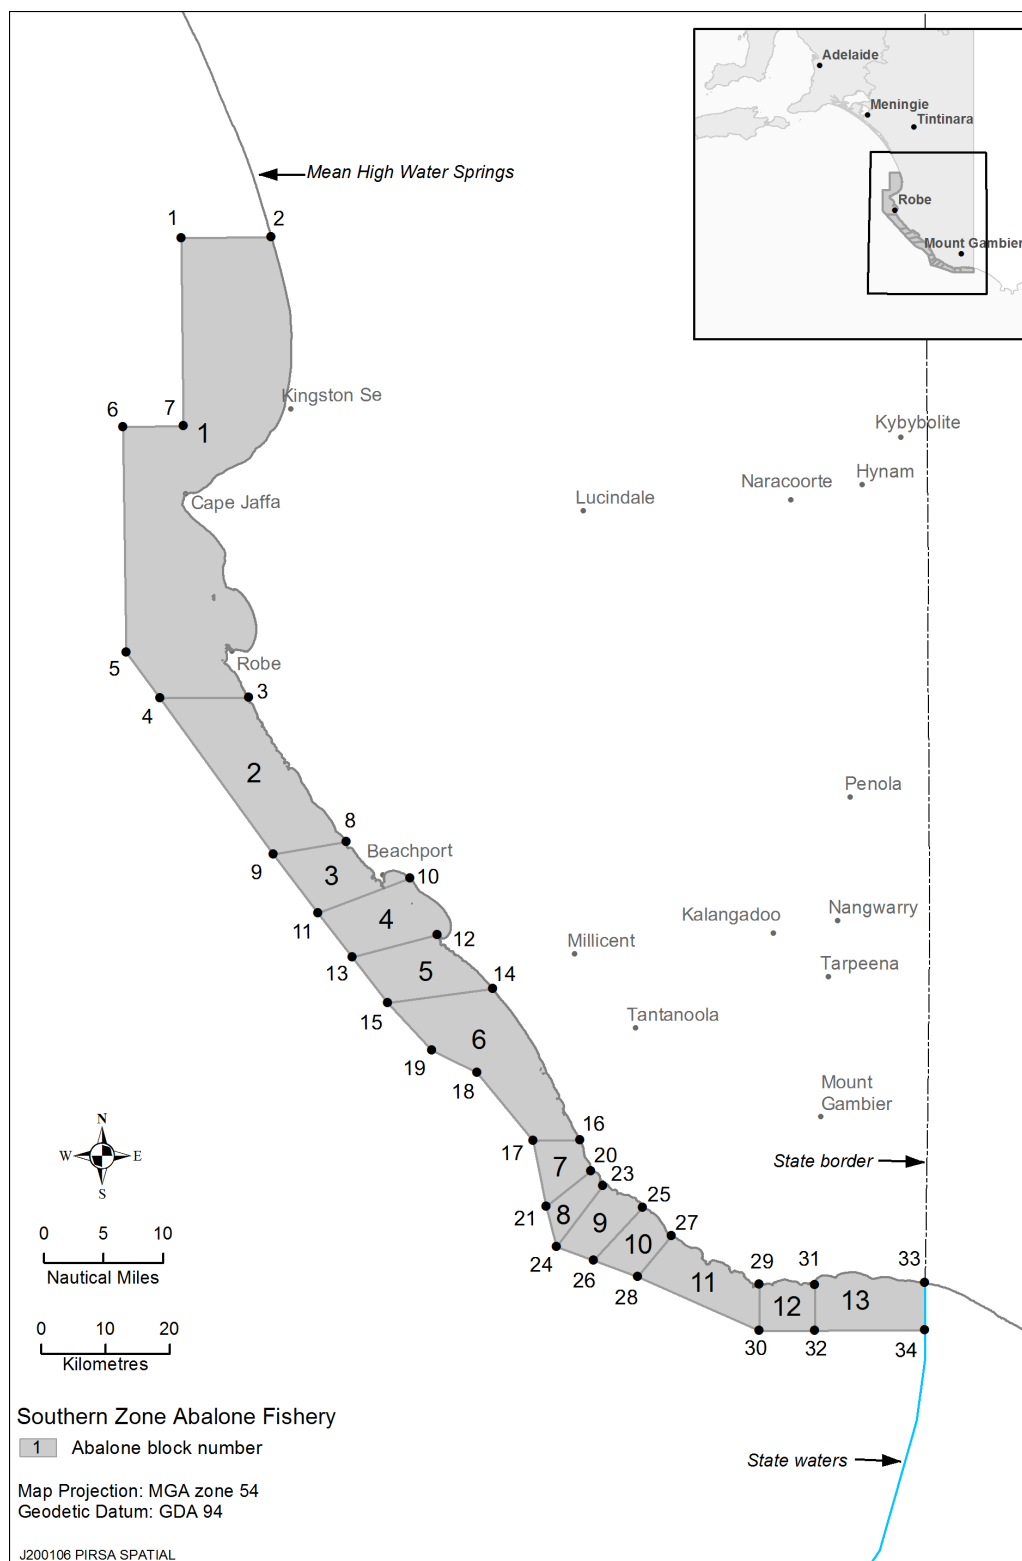 Adelaide
Meningie
Tintinara
Robe
Mount Gambier
Mean High Water Springs
1
2
Kingston Se
6
7
1
Kybybolite
Hynam
Naracoorte
Lucindale
Cape Jaffa
5
Robe
4
3
2
Penola
8
Beachport
9
3
10
11
4
Nangwarry
Kalangadoo
12
Millicent
13
5
Tarpeena
14
15
Tantanoola
6
19
18
Mount
Gambier
16
17
20
State border
7
23
25
21
8
9
27
24
10
26
28
11
29
31
33
12
13
30
32
34
N
W
E
S
0
5
10
Nautical Miles
0
10
20
Kilometres
Southern Zone Abalone Fishery
1
Abalone block number
State waters
Map Projection: MGA zone 54
Geodetic Datum: GDA 94
J200106 PIRSA SPATIAL